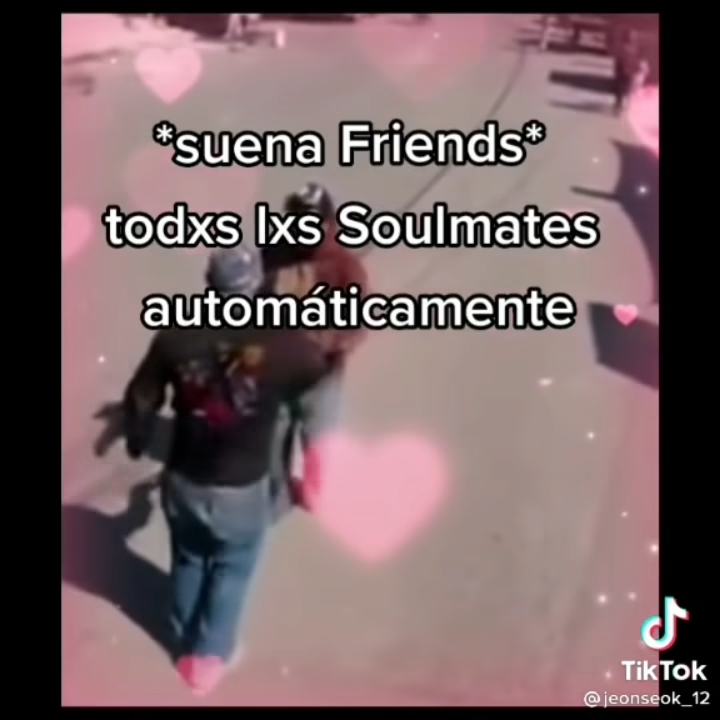 *suena Friends*
todxs lxs Soulmates
automáticamente
TikTok
@jeonseok_12